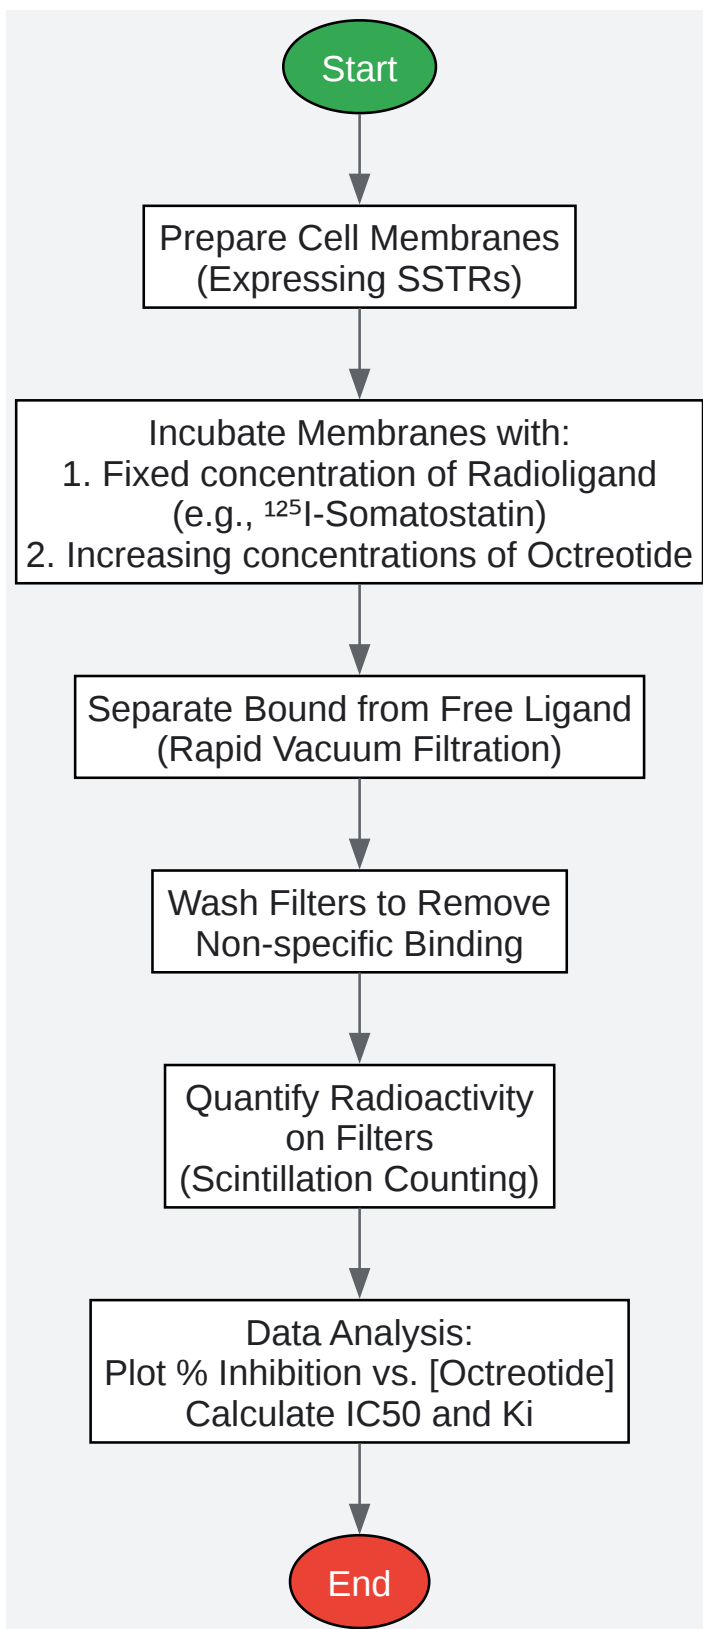 Start
Prepare Cell Membranes
(Expressing SSTRs)
Incubate Membranes with:
1. Fixed concentration of Radioligand
(e.g., ¹²⁵I-Somatostatin)
2. Increasing concentrations of Octreotide
Separate Bound from Free Ligand
(Rapid Vacuum Filtration)
Wash Filters to Remove
Non-specific Binding
Quantify Radioactivity
on Filters
(Scintillation Counting)
Data Analysis:
Plot % Inhibition vs. [Octreotide]
Calculate IC50 and Ki
End